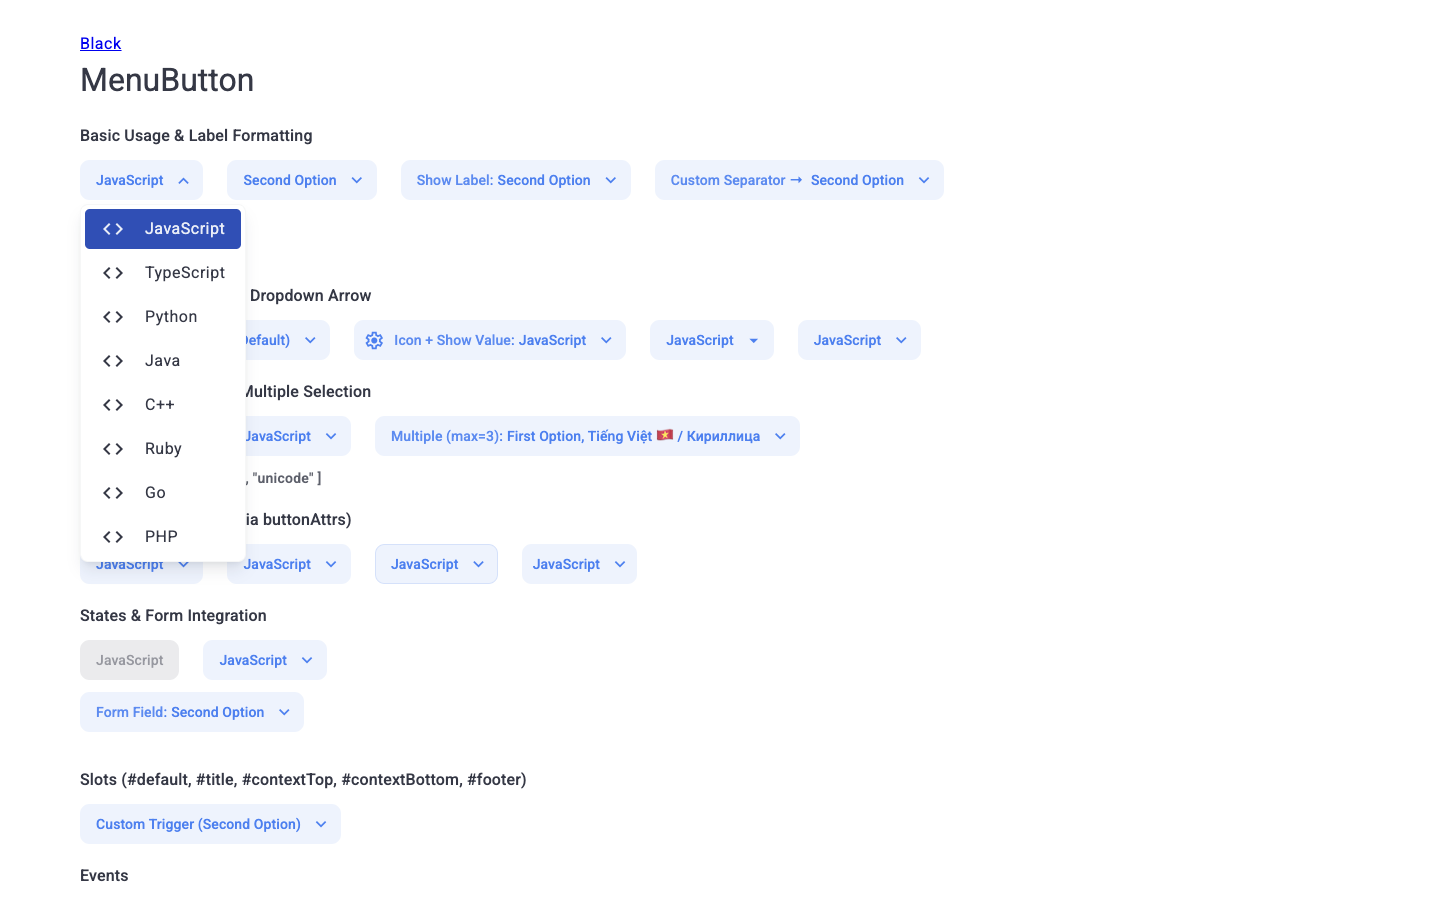 Black
MenuButton
Basic Usage & Label Formatting
JavaScript
Second Option
Show Label: Second Option
Custom Separator → Second Option
JavaScript
TypeScript
Python
Java
C++
Ruby
Go
PHP
Dropdown Arrow
Default)
Icon + Show Value: JavaScript
JavaScript
JavaScript
Multiple Selection
JavaScript
Multiple (max=3): First Option, Tiếng Việt 🇻🇳 / Кириллица
, "unicode" ]
ia buttonAttrs)
JavaScript
JavaScript
JavaScript
JavaScript
States & Form Integration
JavaScript
JavaScript
Form Field: Second Option
Slots (#default, #title, #contextTop, #contextBottom, #footer)
Custom Trigger (Second Option)
Events